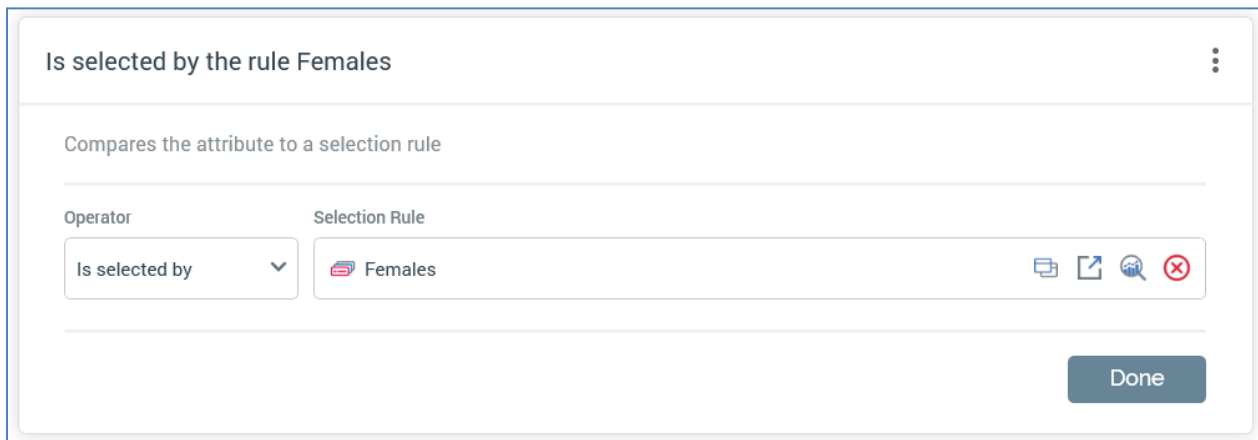 Is selected by the rule Females
Compares the attribute to a selection rule
Operator
Selection Rule
Is selected by
Females
Done